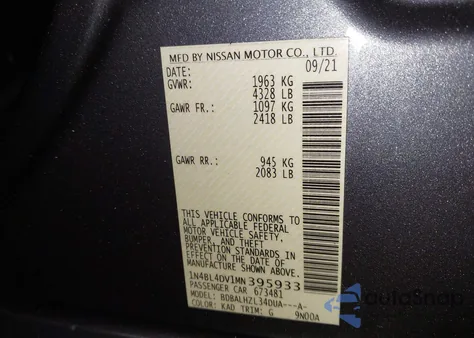 MFD BY NISSAN MOTOR CO., LTD.
DATE: 09/21
GVWR: 1963 KG
4328 LB
GAWR FR.: 1097 KG
2418 LB
GAWR RR.: 945 KG
2083 LB
THIS VEHICLE CONFORMS TO
ALL APPLICABLE FEDERAL
MOTOR VEHICLE SAFETY,
BUMPER, AND THEFT
PREVENTION STANDARDS IN
EFFECT ON THE DATE OF
MANUFACTURE SHOWN ABOVE.
1N4BL4DV1MN395933
PASSENGER CAR 673481
MODEL: BDBALHZL34DUA---A-
COLOR: KAD TRIM: G 9N00A
autoSnap